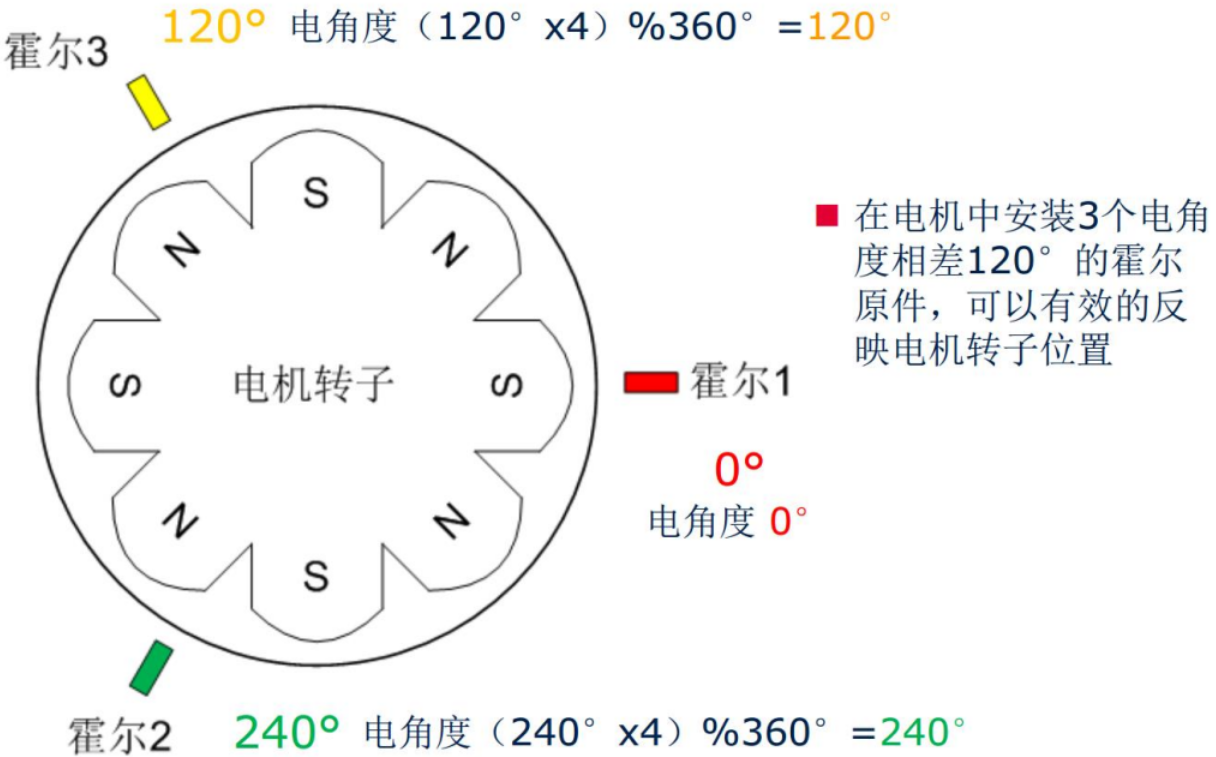 120° 电角度（120°x4）%360° =120°
霍尔3
S
N
N
■ 在电机中安装3个电角
度相差120°的霍尔
原件，可以有效的反
映电机转子位置
S
电机转子
S
霍尔1
0°
电角度 0°
N
N
S
霍尔2
240° 电角度（240°x4）%360° =240°